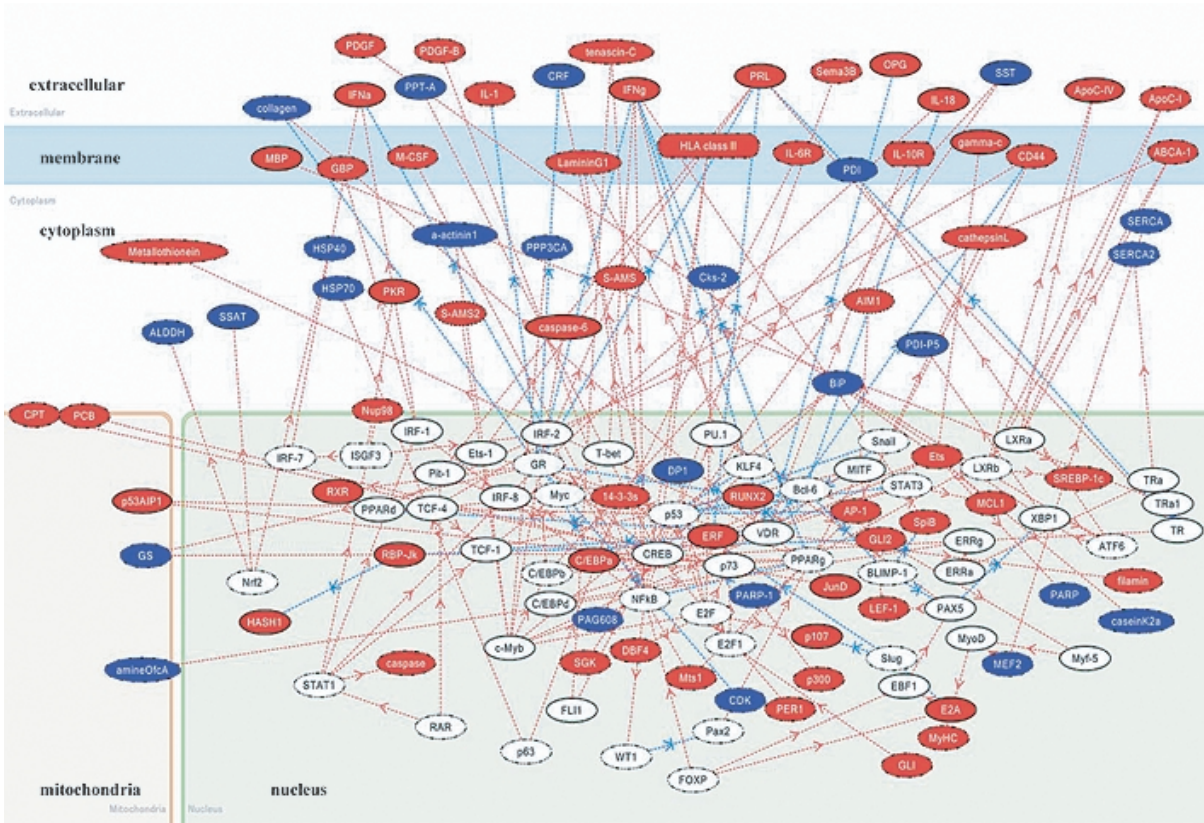 PDGF
PDGF-B
tenascin-C
extracellular
IFNa
PPT-A
IL-1
CRF
IFNg
PRL
Sema3B
OPG
SST
collagen
IL-18
ApoC-IV
ApoC-I
Extracellular
membrane
MBP
GBP
M-CSF
LamininG1
HLA class II
IL-6R
PDI
IL-10R
gamma-c
CD44
ABCA-1
Cytoplasm
cytoplasm
Metallothionein
HSP40
a-actinin1
PPP3CA
cathepsinL
SERCA
SERCA2
HSP70
PKR
S-AMS
Cks-2
AIM1
SSAT
ALDDH
S-AMS2
caspase-6
PDI-P5
BiP
CPT
PCB
Nup98
IRF-1
IRF-2
PU.1
Snail
LXRa
IRF-7
ISGF3
Ets-1
T-bet
GR
DP1
KLF4
MITF
Ets
LXRb
Pit-1
SREBP-1c
TRa
p53AIP1
RXR
PPARd
TCF-4
IRF-8
Myc
14-3-3s
RUNX2
Bcl-6
STAT3
MCL1
TRa1
p53
AP-1
SpiB
XBP1
TR
GS
RBP-Jk
TCF-1
CREB
ERF
VDR
GLI2
ERRg
ATF6
Nrf2
C/EBPb
C/EBPa
p73
PPARg
BLIMP-1
ERRa
filamin
HASH1
C/EBPd
NFkB
PARP-1
JunD
LEF-1
PAX5
PARP
caseinK2a
PAG608
E2F
amineOfcA
caspase
c-Myb
DBF4
E2F1
p107
Slug
MyoD
MEF2
Myf-5
STAT1
SGK
Mts1
p300
EBF1
RAR
FLI1
CDK
PER1
E2A
p63
WT1
Pax2
MyHC
FOXP
GLI
mitochondria
nucleus
Mitochondria
Nucleus